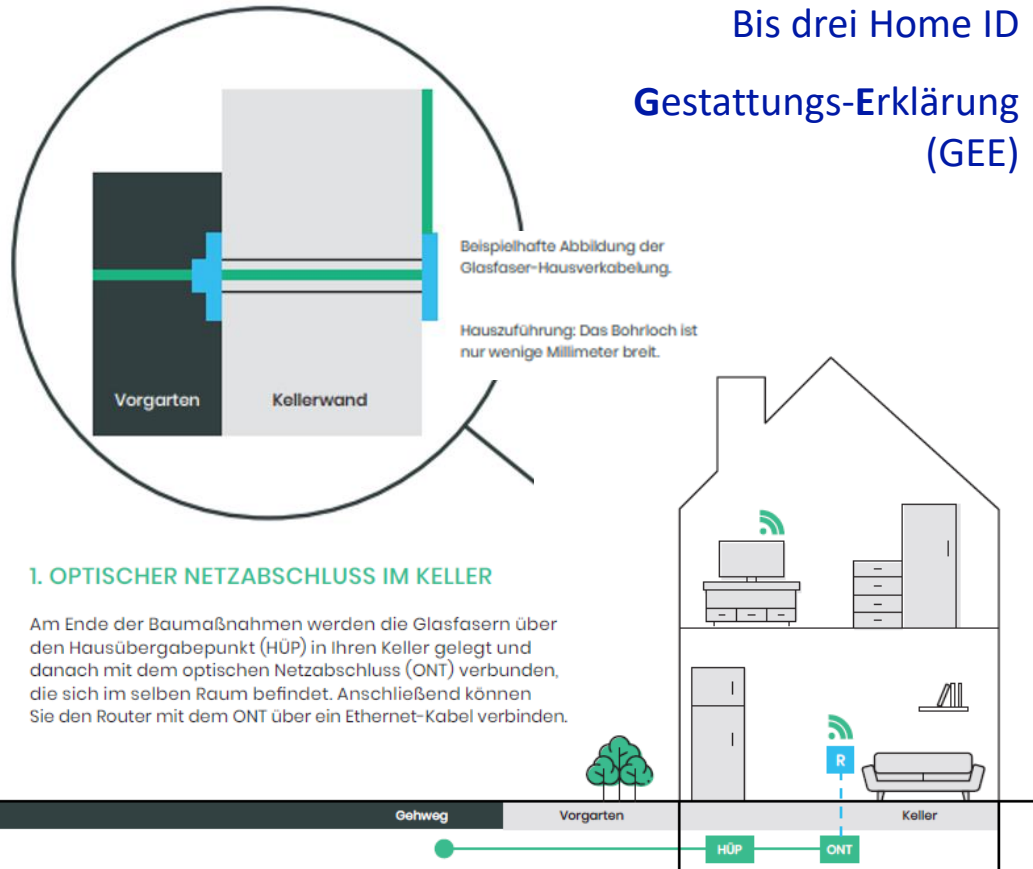 Bis drei Home ID
Gestattungs-Erklärung
(GEE)
Beispielhafte Abbildung der
Glasfaser-Hausverkabelung.
Hauszuführung: Das Bohrloch ist
nur wenige Millimeter breit.
Vorgarten
Kellerwand
1. OPTISCHER NETZABSCHLUSS IM KELLER
Am Ende der Baumaßnahmen werden die Glasfasern über
den Hausübergabepunkt (HÜP) in Ihren Keller gelegt und
danach mit dem optischen Netzabschluss (ONT) verbunden,
die sich im selben Raum befindet. Anschließend können
Sie den Router mit dem ONT über ein Ethernet-Kabel verbinden.
R
Gehweg
Vorgarten
Keller
HÜP
ONT